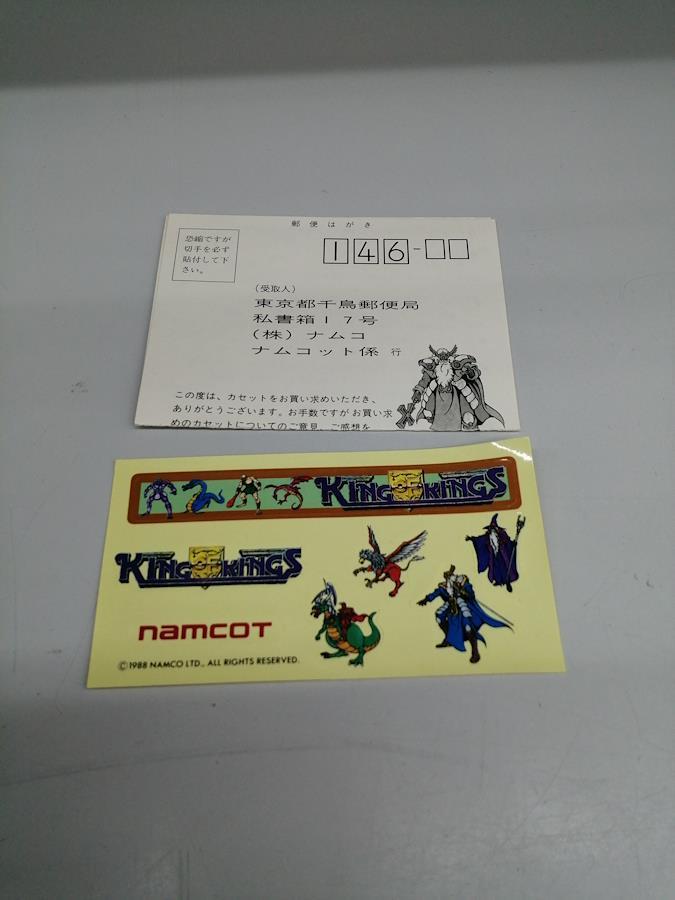 郵便はがき
恐縮ですが
切手を必ず
貼付して下
さい。
146-
(受取人)
東京都千鳥郵便局
私書箱17号
(株)ナムコ
ナムコット係 行
この度は、カセットをお買い求めいただき、
ありがとうございます。お手数ですがお買い求
めのカセットについてのご意見、ご感想を
KING OF KINGS
KING OF KINGS
namcot
©1988 NAMCO LTD., ALL RIGHTS RESERVED.